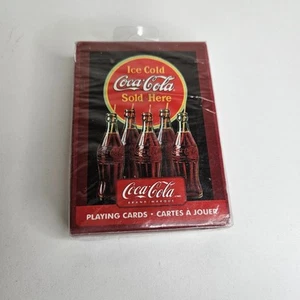 Ice Cold
Coca-Cola
Sold Here
Coca-Cola
PLAYING CARDS • CARTES A JOUER